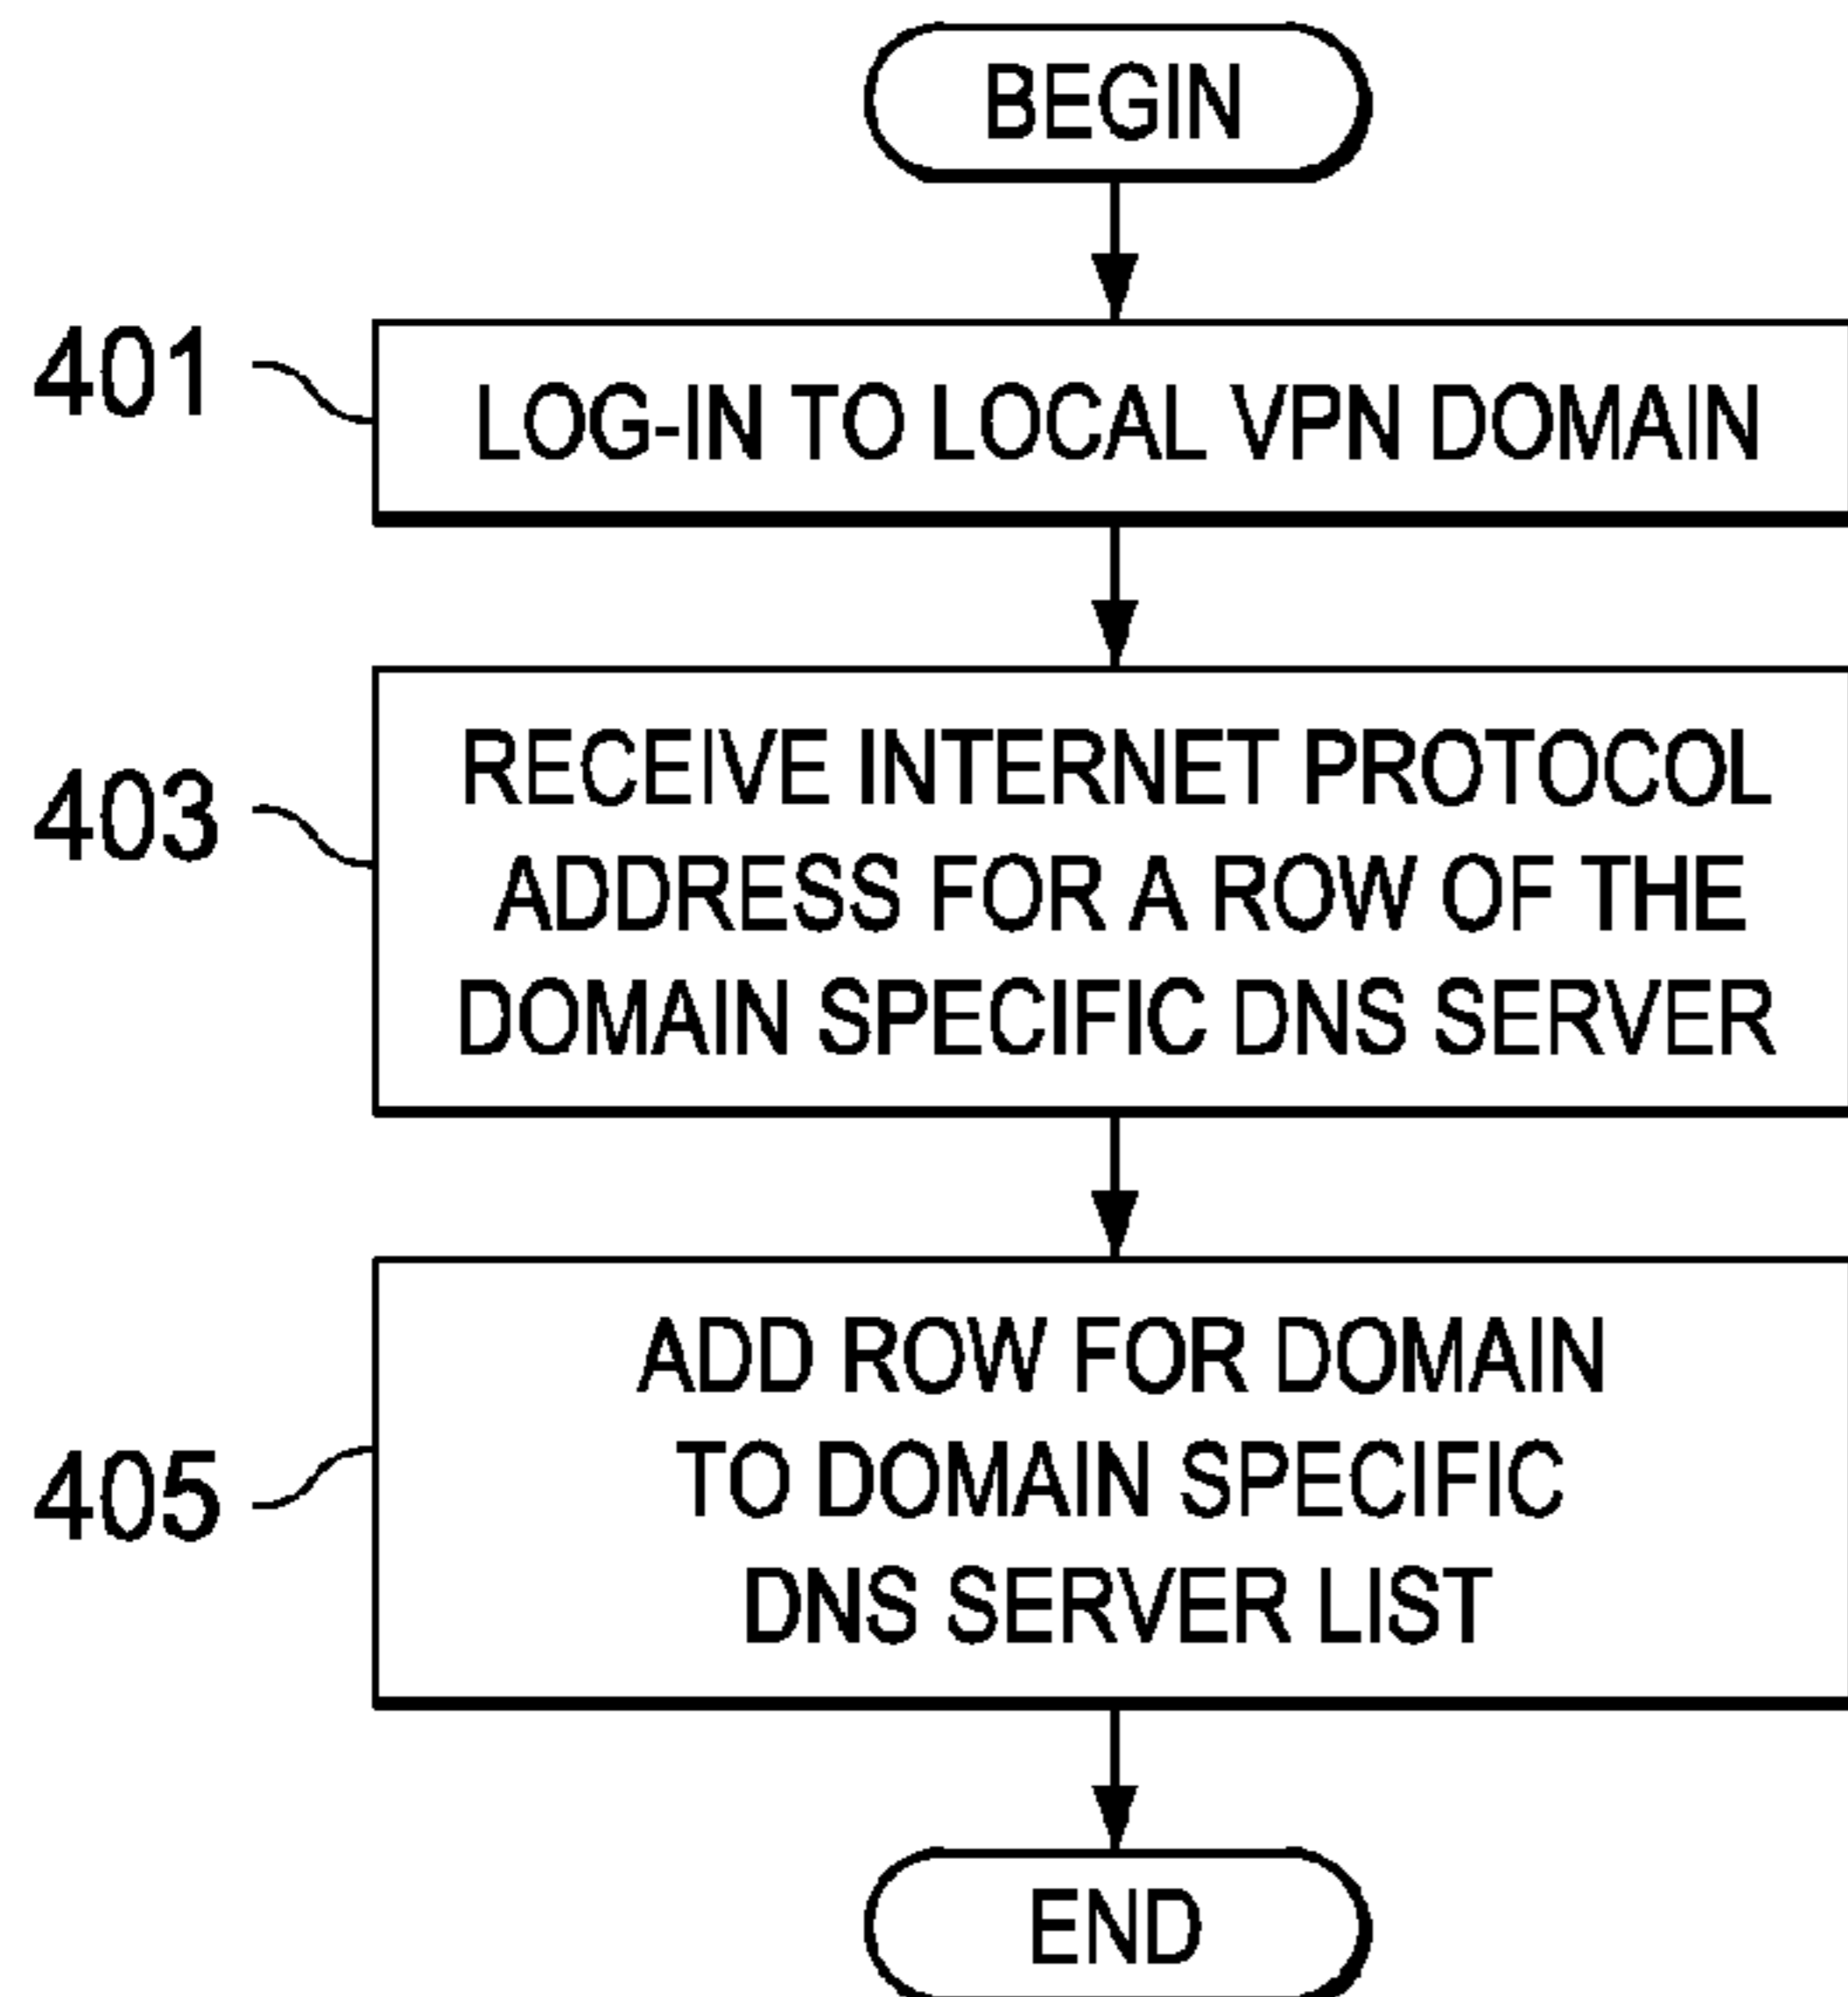 BEGIN
401
LOG-IN TO LOCAL VPN DOMAIN
403
RECEIVE INTERNET PROTOCOL
ADDRESS FOR A ROW OF THE
DOMAIN SPECIFIC DNS SERVER
405
ADD ROW FOR DOMAIN
TO DOMAIN SPECIFIC
DNS SERVER LIST
END